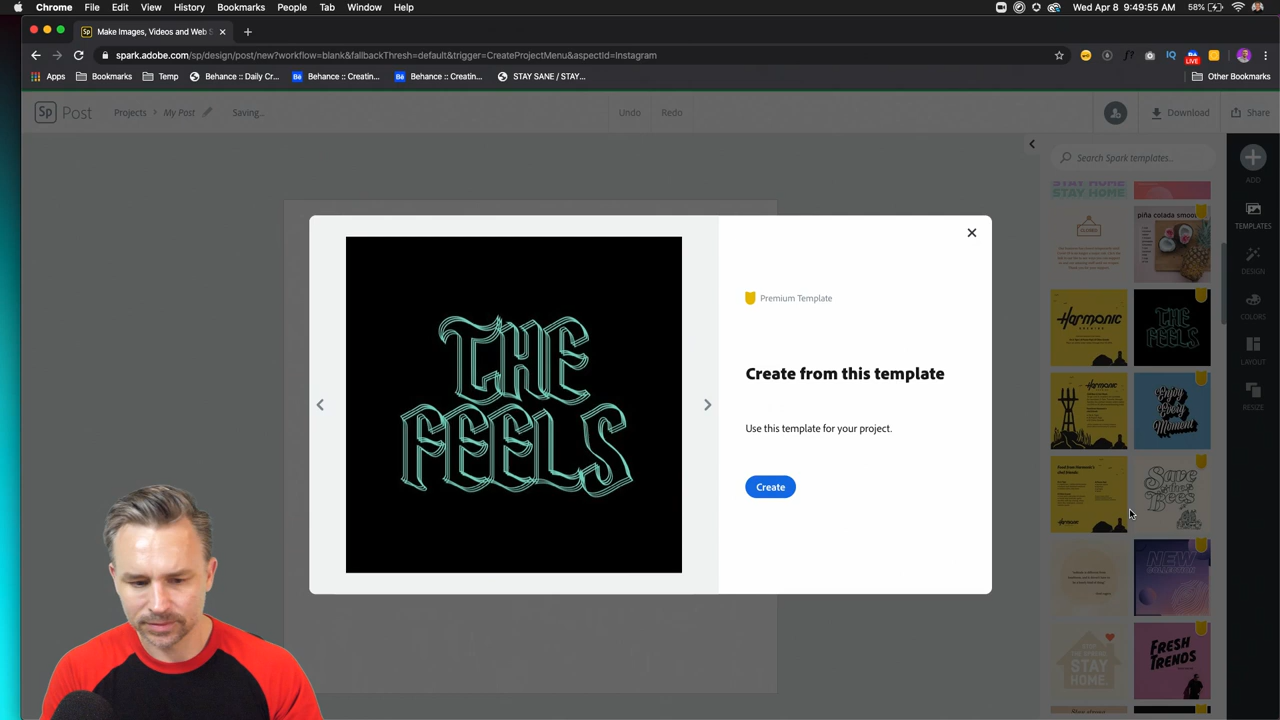 Chrome File Edit View History Bookmarks People Tab Window Help 58% Wed Apr 8 9:49:55 AM
Make Images, Videos and Web S
spark.adobe.com/sp/design/post/new?workflow=blank&fallbackThresh=default&trigger=CreateProjectMenu&aspectId=Instagram
LIVE
Apps Bookmarks Temp Behance :: Daily Cr... Behance :: Creatin... Behance :: Creatin... STAY SANE / STAY... Other Bookmarks
Sp Post Projects My Post Saving... Undo Redo Download Share
Search Spark templates...
ADD
TEMPLATES
DESIGN
COLORS
LAYOUT
RESIZE
STAY HOME
CLOSED
piña colada smoo
Harmonic
THE
FEELS
Harmonic
Enjoy
Every
Moment
Save
the
Bees
NEW
COLLECTION
STAY
HOME.
FRESH
TRENDS
THE
FEELS
Premium Template
Create from this template
Use this template for your project.
Create